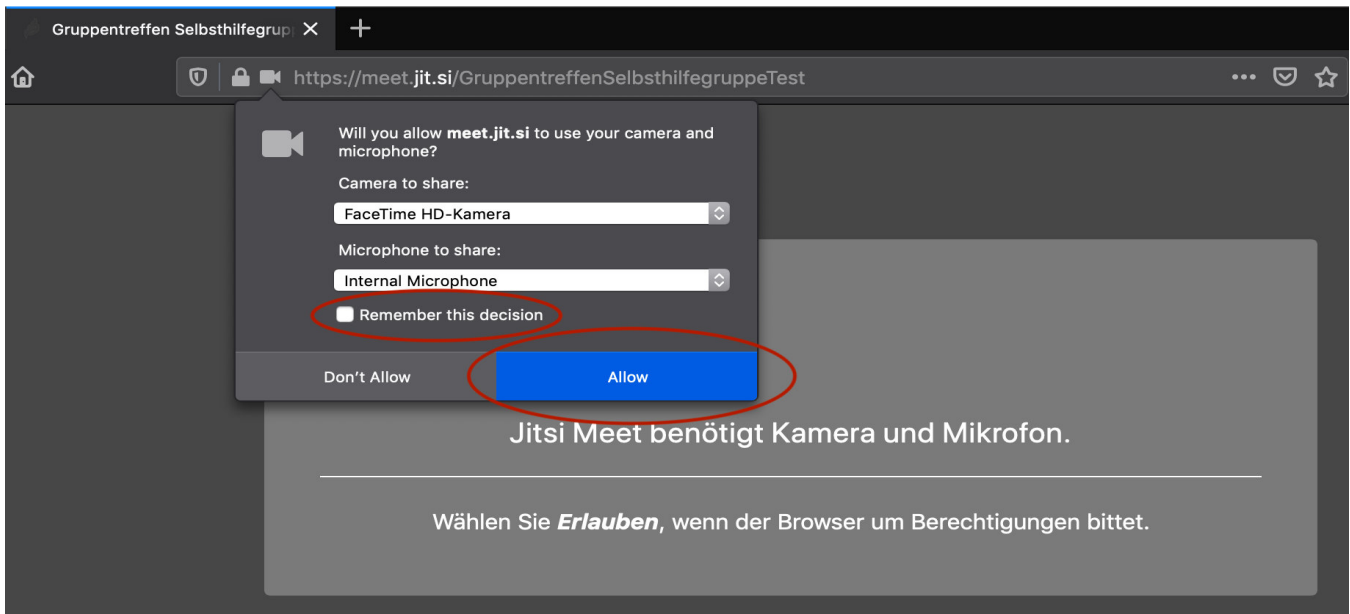 Gruppentreffen Selbsthilfegrup
https://meet.jit.si/GruppentreffenSelbsthilfegruppeTest
Will you allow meet.jit.si to use your camera and
microphone?
Camera to share:
FaceTime HD-Kamera
Microphone to share:
Internal Microphone
Remember this decision
Don't Allow
Allow
Jitsi Meet benötigt Kamera und Mikrofon.
Wählen Sie Erlauben, wenn der Browser um Berechtigungen bittet.